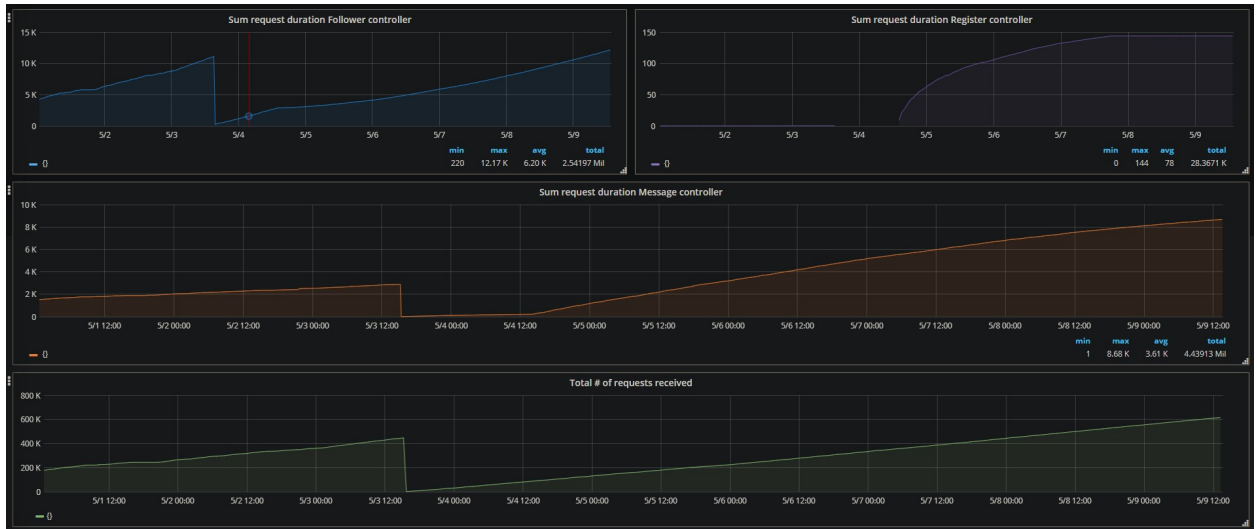 Sum request duration Follower controller
15 K
10 K
5 K
0
5/2 5/3 5/4 5/5 5/6 5/7 5/8 5/9
min max avg total
{} 220 12.17 K 6.20 K 2.54197 Mil
Sum request duration Register controller
150
100
50
0
5/2 5/3 5/4 5/5 5/6 5/7 5/8 5/9
min max avg total
{} 0 144 78 28.3671 K
Sum request duration Message controller
10 K
8 K
6 K
4 K
2 K
0
5/1 12:00 5/2 00:00 5/2 12:00 5/3 00:00 5/3 12:00 5/4 00:00 5/4 12:00 5/5 00:00 5/5 12:00 5/6 00:00 5/6 12:00 5/7 00:00 5/7 12:00 5/8 00:00 5/8 12:00 5/9 00:00 5/9 12:00
min max avg total
{} 1 8.68 K 3.61 K 4.43913 Mil
Total # of requests received
800 K
600 K
400 K
200 K
0
5/1 12:00 5/2 00:00 5/2 12:00 5/3 00:00 5/3 12:00 5/4 00:00 5/4 12:00 5/5 00:00 5/5 12:00 5/6 00:00 5/6 12:00 5/7 00:00 5/7 12:00 5/8 00:00 5/8 12:00 5/9 00:00 5/9 12:00
{}